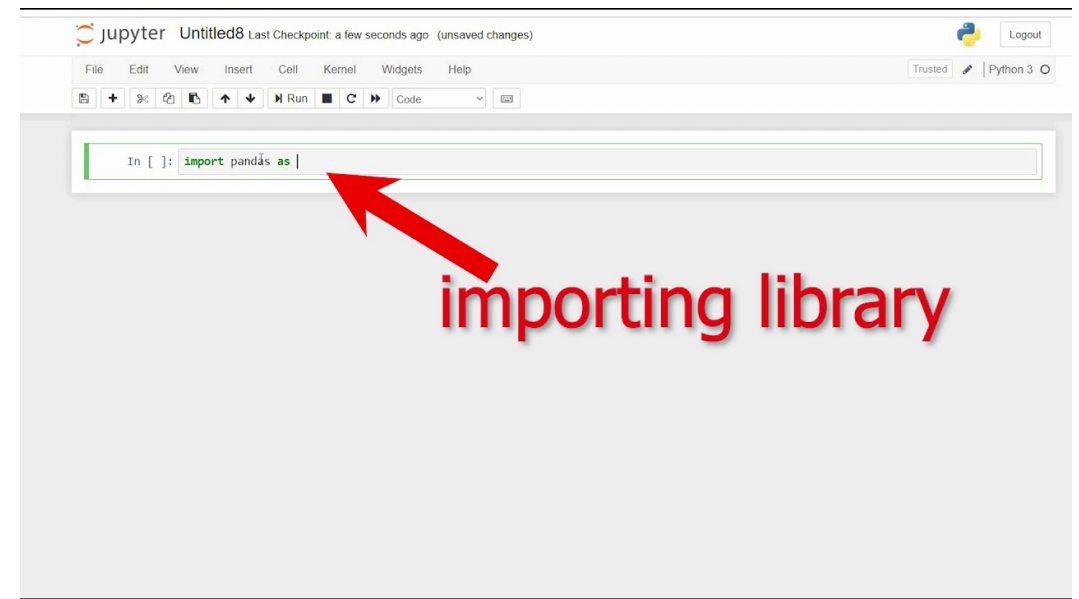 jupyter Untitled8 Last Checkpoint: a few seconds ago (unsaved changes) Logout
File Edit View Insert Cell Kernel Widgets Help Trusted Python 3
Run Code
In [ ]: import pandas as
importing library